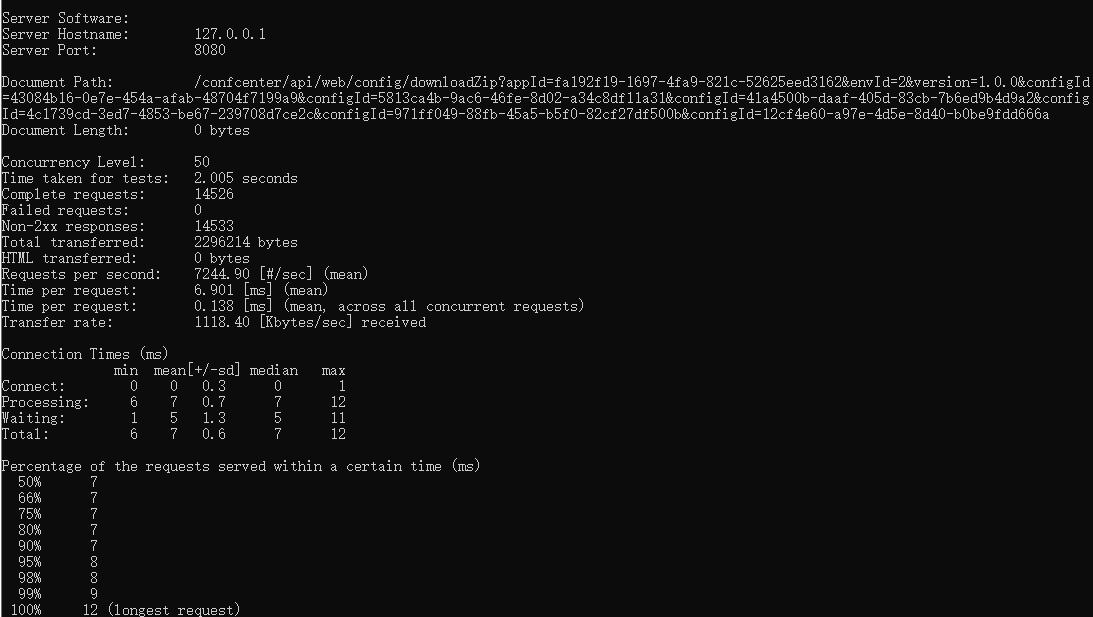 Server Software:
Server Hostname:        127.0.0.1
Server Port:            8080
Document Path:          /confcenter/api/web/config/downloadZip?appId=fa192f19-1697-4fa9-821c-52625eed3162&envId=2&version=1.0.0&configId
=43084b16-0e7e-454a-afab-48704f7199a9&configId=5813ca4b-9ac6-46fe-8d02-a34c8df11a31&configId=41a4500b-daaf-405d-83cb-7b6ed9b4d9a2&config
Id=4c1739cd-3ed7-4853-be67-239708d7ce2c&configId=971ff049-88fb-45a5-b5f0-82cf27df500b&configId=12cf4e60-a97e-4d5e-8d40-b0be9fdd666a
Document Length:        0 bytes
Concurrency Level:      50
Time taken for tests:   2.005 seconds
Complete requests:      14526
Failed requests:        0
Non-2xx responses:      14533
Total transferred:      2296214 bytes
HTML transferred:       0 bytes
Requests per second:    7244.90 [#/sec] (mean)
Time per request:       6.901 [ms] (mean)
Time per request:       0.138 [ms] (mean, across all concurrent requests)
Transfer rate:          1118.40 [Kbytes/sec] received
Connection Times (ms)
              min  mean[+/-sd] median   max
Connect:        0    0   0.3      0       1
Processing:     6    7   0.7      7      12
Waiting:        1    5   1.3      5      11
Total:          6    7   0.6      7      12
Percentage of the requests served within a certain time (ms)
  50%      7
  66%      7
  75%      7
  80%      7
  90%      7
  95%      8
  98%      8
  99%      9
 100%     12 (longest request)